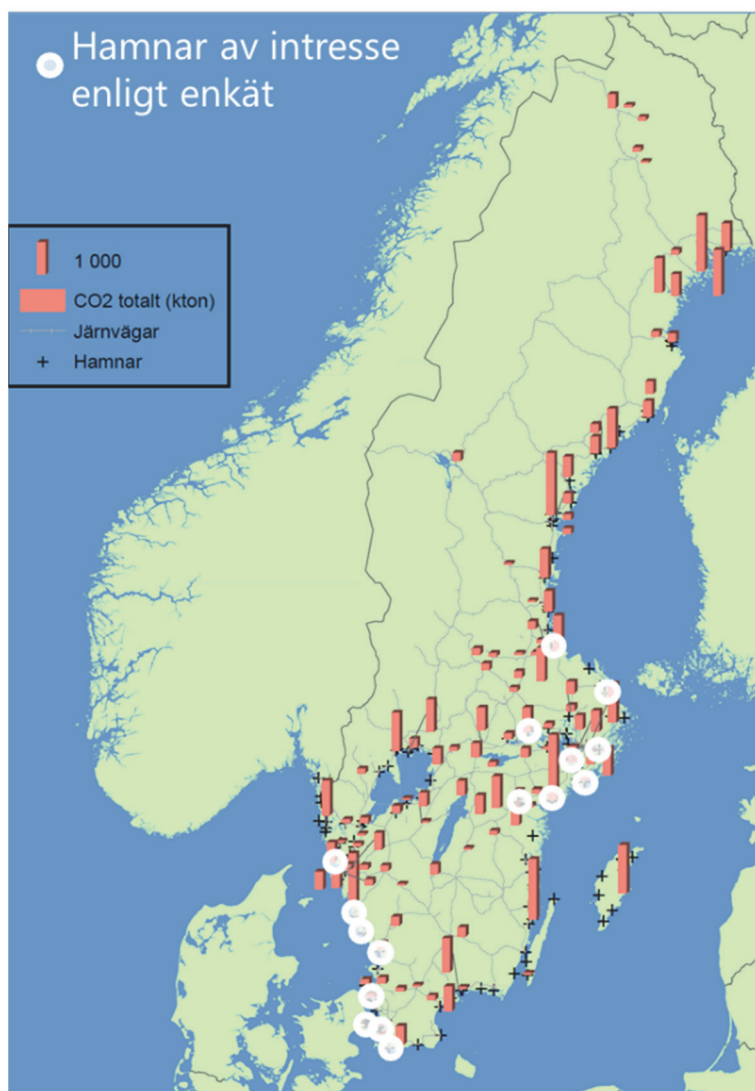 Hamnar av intresse
enligt enkät
1 000
CO2 totalt (kton)
Järnvägar
Hamnar